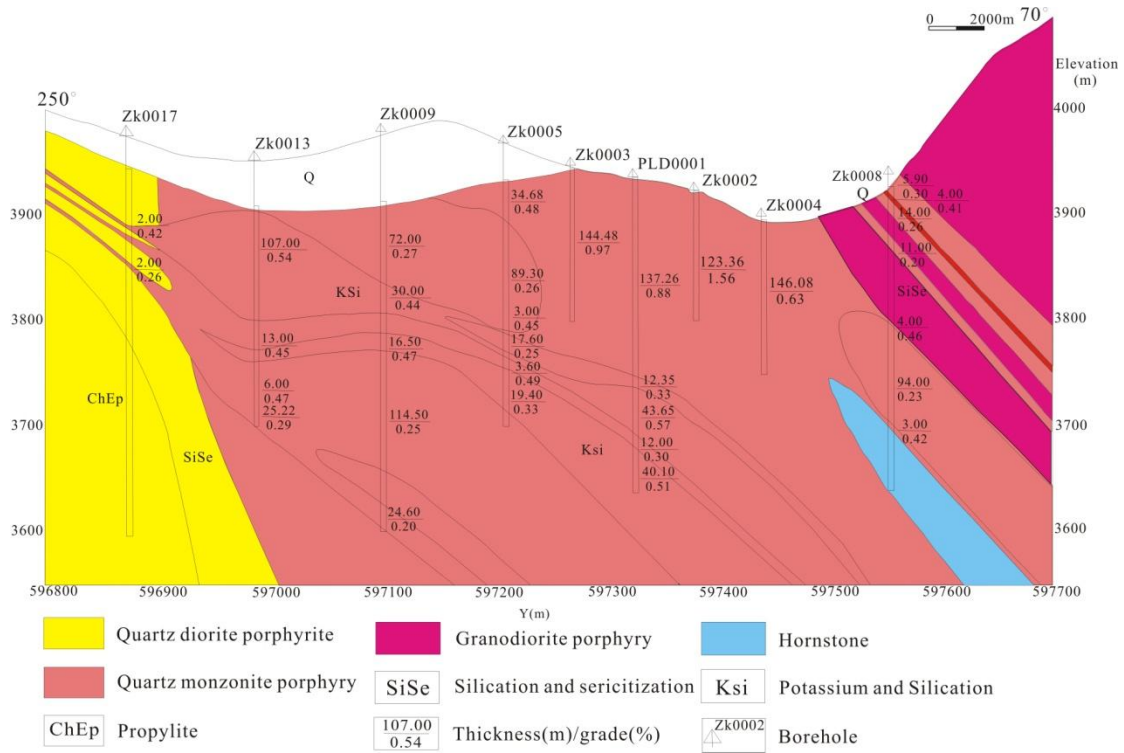 0 2000m
70°
Elevation
(m)
250°
Zk0017
Zk0013
Zk0009
Zk0005
Zk0003
PLD0001
Zk0002
Zk0004
Zk0008
Q
Q
4000
3900
3800
3700
3600
3900
3800
3700
3600
2.00
0.42
2.00
0.26
107.00
0.54
13.00
0.45
6.00
0.47
25.22
0.29
72.00
0.27
30.00
0.44
16.50
0.47
114.50
0.25
24.60
0.20
34.68
0.48
89.30
0.26
3.00
0.45
17.60
0.25
3.60
0.49
19.40
0.33
144.48
0.97
137.26
0.88
12.35
0.33
43.65
0.57
12.00
0.30
40.10
0.51
123.36
1.56
146.08
0.63
5.90
0.30
4.00
0.41
14.00
0.26
11.00
0.20
SiSe
4.00
0.46
94.00
0.23
3.00
0.42
KSi
Ksi
ChEp
SiSe
596800 596900 597000 597100 597200 597300 597400 597500 597600 597700
Y(m)
Quartz diorite porphyrite
Granodiorite porphyry
Hornstone
Quartz monzonite porphyry
SiSe Silication and sericitization
Ksi Potassium and Silication
ChEp Propylite
107.00
0.54
Thickness(m)/grade(%)
Zk0002
Borehole